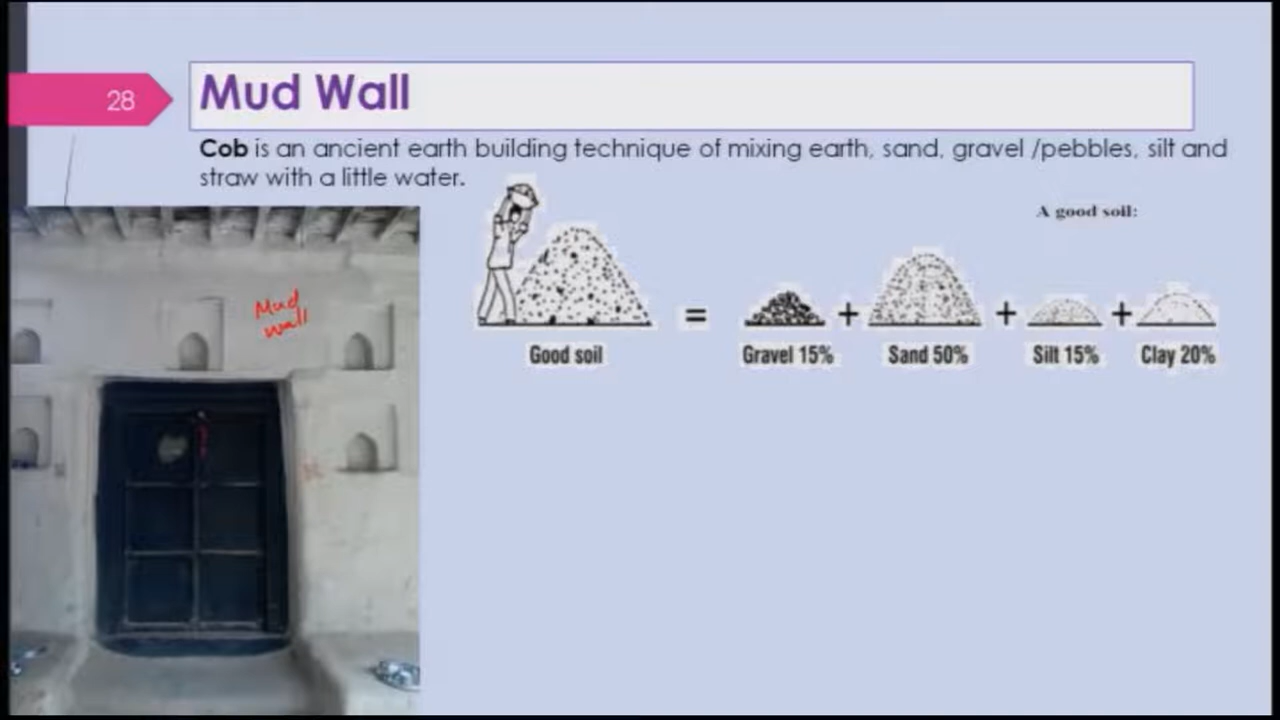 28
Mud Wall
Cob is an ancient earth building technique of mixing earth, sand, gravel /pebbles, silt and
straw with a little water.
A good soil:
Mud
wall
= + + +
Good soil
Gravel 15%
Sand 50%
Silt 15%
Clay 20%